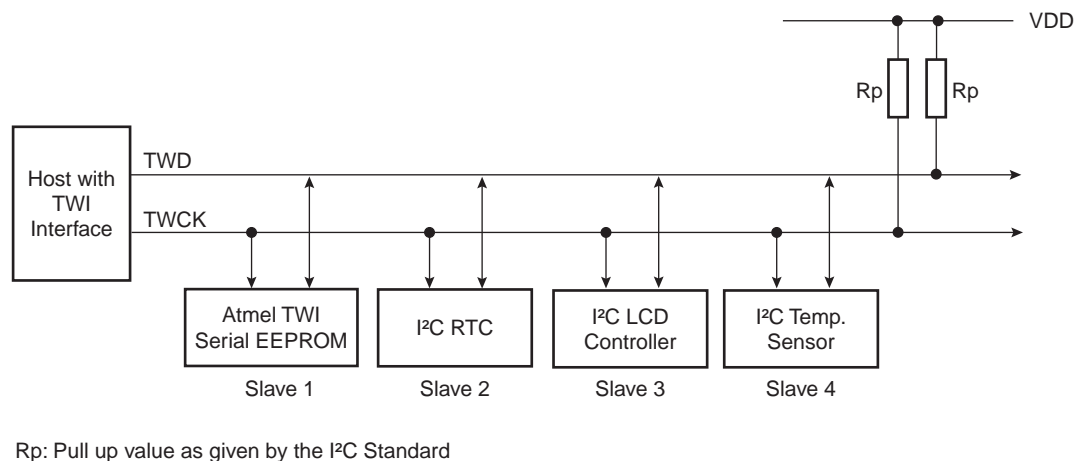 VDD
Rp
Rp
Host with
TWI
Interface
TWD
TWCK
Atmel TWI
Serial EEPROM
I²C RTC
I²C LCD
Controller
I²C Temp.
Sensor
Slave 1
Slave 2
Slave 3
Slave 4
Rp: Pull up value as given by the I²C Standard